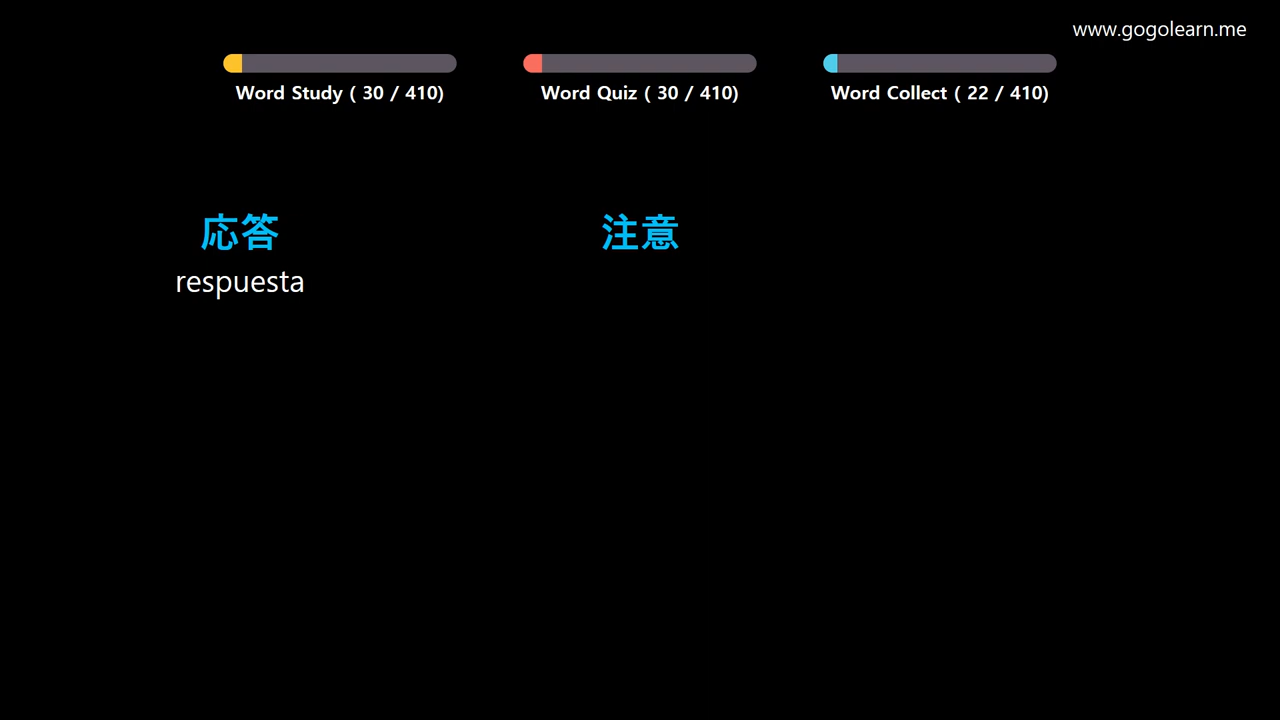 www.gogolearn.me
Word Study ( 30 / 410)
Word Quiz ( 30 / 410)
Word Collect ( 22 / 410)
応答
注意
respuesta